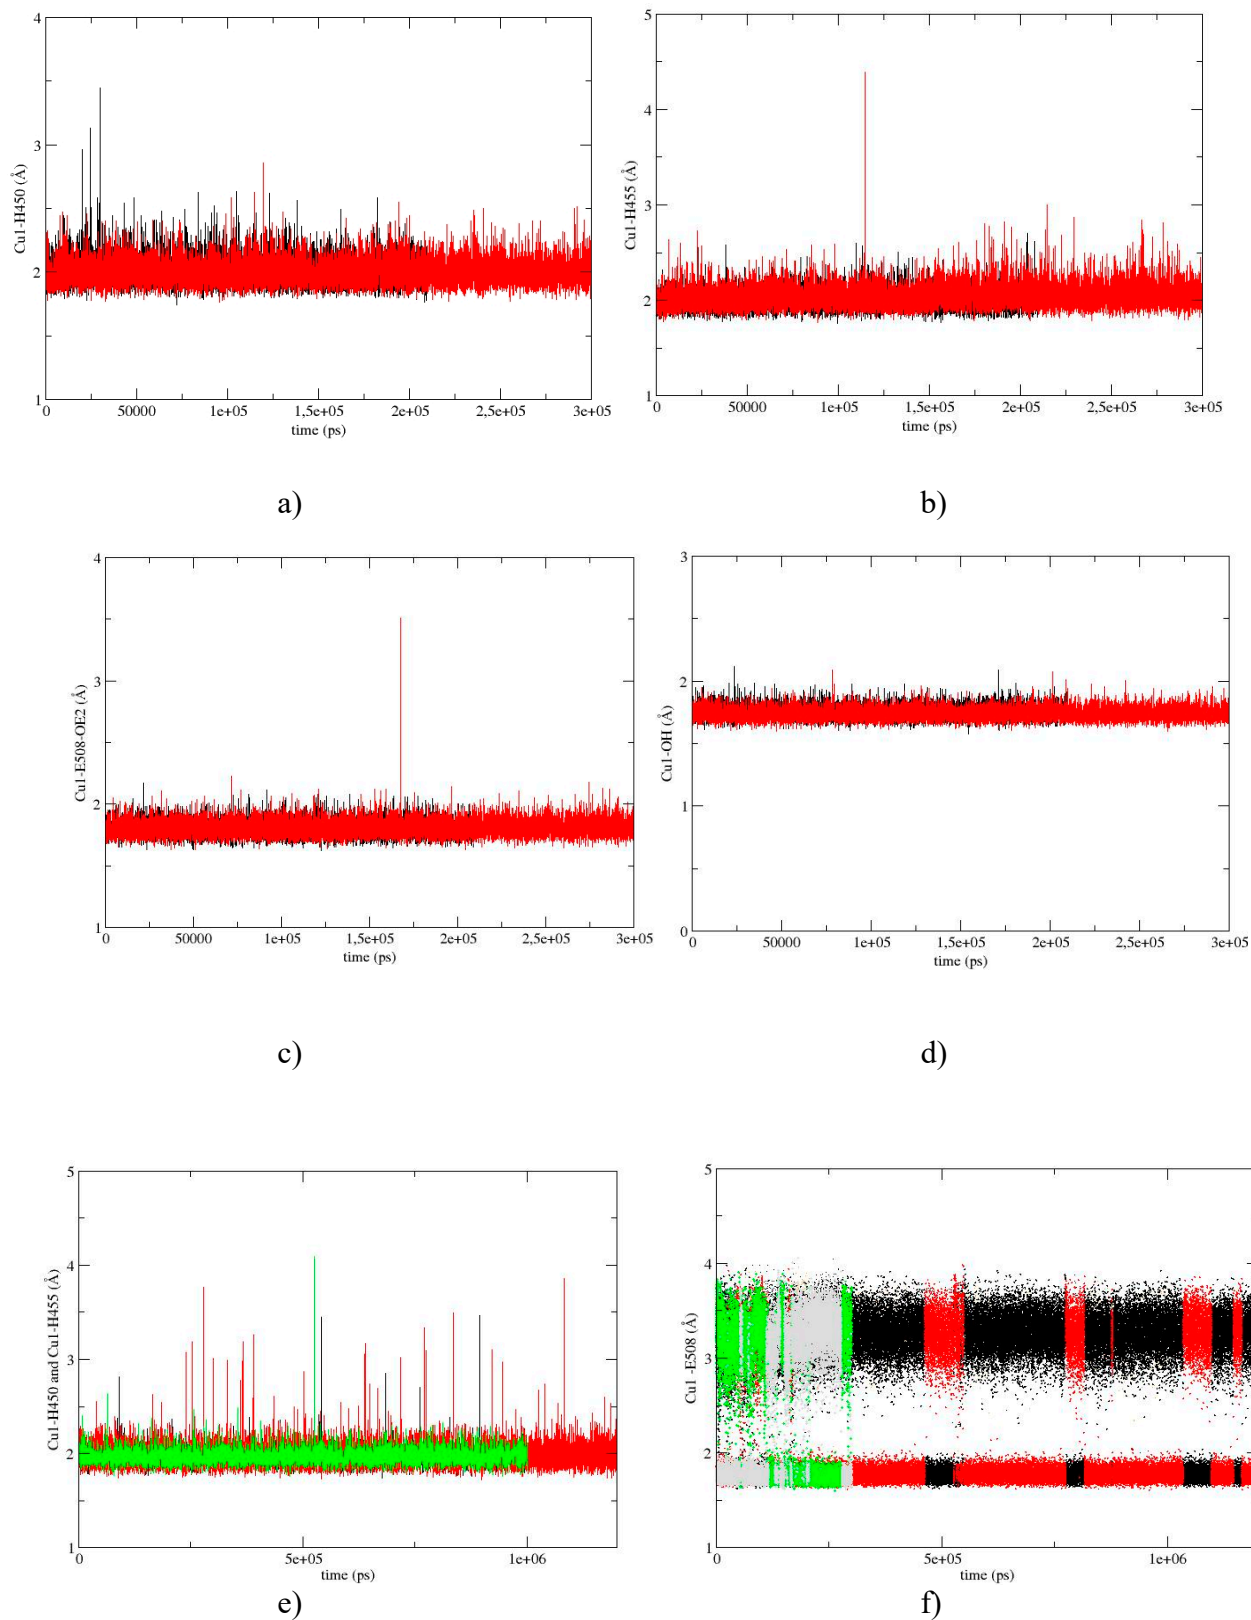 4
3
2
1
Cu1-H450 (Å)
0
50000
1e+05
1,5e+05
2e+05
2,5e+05
3e+05
time (ps)
a)
5
4
3
2
1
Cu1-H455 (Å)
0
50000
1e+05
1,5e+05
2e+05
2,5e+05
3e+05
time (ps)
b)
4
3
2
1
Cu1-E508-OE2 (Å)
0
50000
1e+05
1,5e+05
2e+05
2,5e+05
3e+05
time (ps)
c)
3
2
1
0
Cu1-OH (Å)
0
50000
1e+05
1,5e+05
2e+05
2,5e+05
3e+05
time (ps)
d)
5
4
3
2
1
Cu1-H450 and Cu1-H455 (Å)
0
5e+05
1e+06
time (ps)
e)
5
4
3
2
1
Cu1 -E508 (Å)
0
5e+05
1e+06
time (ps)
f)